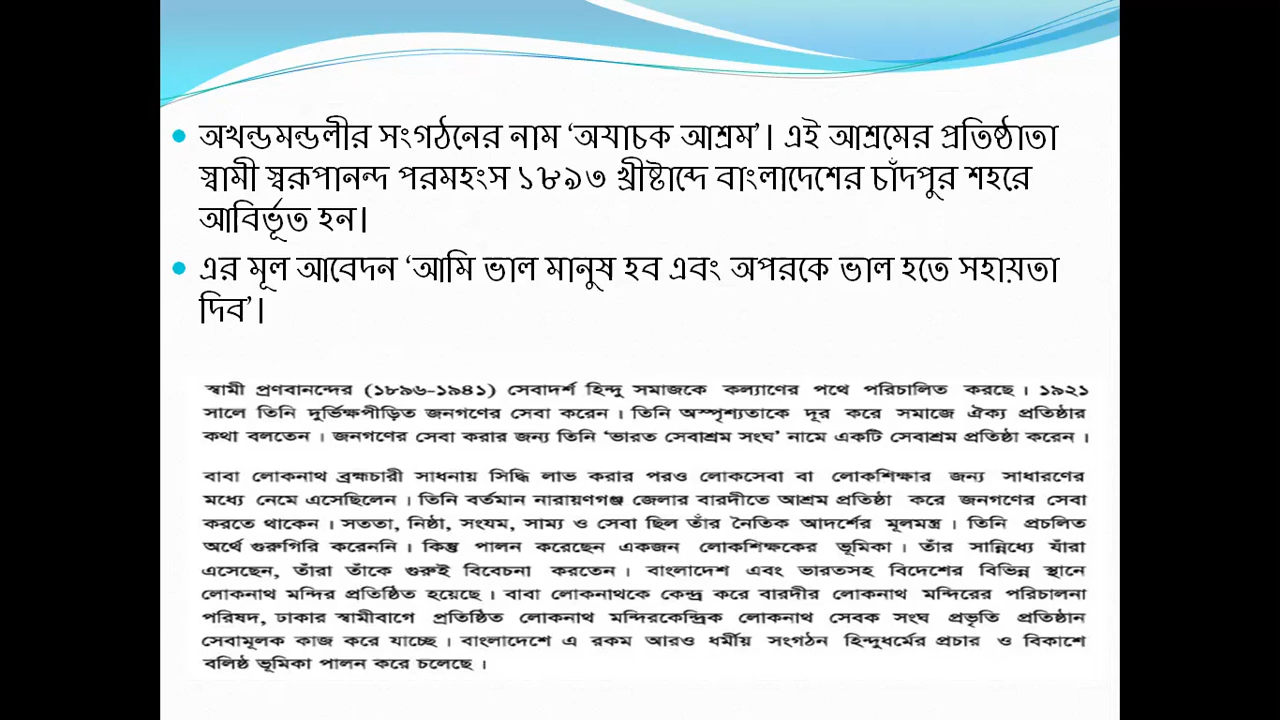 অখন্ডমন্ডলীর সংগঠনের নাম ‘অযাচক আশ্রম’। এই আশ্রমের প্রতিষ্ঠাতা
স্বামী স্বরূপানন্দ পরমহংস ১৮৯৩ খ্রীষ্টাব্দে বাংলাদেশের চাঁদপুর শহরে
আবির্ভূত হন।
এর মূল আবেদন ‘আমি ভাল মানুষ হব এবং অপরকে ভাল হতে সহায়তা
দিব’।
স্বামী প্রণবানন্দের (১৮৯৬-১৯৪১) সেবাদর্শ হিন্দু সমাজকে কল্যাণের পথে পরিচালিত করছে। ১৯২১
সালে তিনি দুর্ভিক্ষপীড়িত জনগণের সেবা করেন। তিনি অস্পৃশ্যতাকে দূর করে সমাজে ঐক্য প্রতিষ্ঠার
কথা বলতেন। জনগণের সেবা করার জন্য তিনি ‘ভারত সেবাশ্রম সংঘ’ নামে একটি সেবাশ্রম প্রতিষ্ঠা করেন।
বাবা লোকনাথ ব্রহ্মচারী সাধনায় সিদ্ধি লাভ করার পরও লোকসেবা বা লোকশিক্ষার জন্য সাধারণের
মধ্যে নেমে এসেছিলেন। তিনি বর্তমান নারায়ণগঞ্জ জেলার বারদীতে আশ্রম প্রতিষ্ঠা করে জনগণের সেবা
করতে থাকেন। সততা, নিষ্ঠা, সংযম, সাম্য ও সেবা ছিল তাঁর নৈতিক আদর্শের মূলমন্ত্র। তিনি প্রচলিত
অর্থে গুরুগিরি করেননি। কিন্তু পালন করেছেন একজন লোকশিক্ষকের ভূমিকা। তাঁর সান্নিধ্যে যাঁরা
এসেছেন, তাঁরা তাঁকে গুরুই বিবেচনা করতেন। বাংলাদেশ এবং ভারতসহ বিদেশের বিভিন্ন স্থানে
লোকনাথ মন্দির প্রতিষ্ঠিত হয়েছে। বাবা লোকনাথকে কেন্দ্র করে বারদীর লোকনাথ মন্দিরের পরিচালনা
পরিষদ, ঢাকার স্বামীবাগে প্রতিষ্ঠিত লোকনাথ মন্দিরকেন্দ্রিক লোকনাথ সেবক সংঘ প্রভৃতি প্রতিষ্ঠান
সেবামূলক কাজ করে যাচ্ছে। বাংলাদেশে এ রকম আরও ধর্মীয় সংগঠন হিন্দুধর্মের প্রচার ও বিকাশে
বলিষ্ঠ ভূমিকা পালন করে চলেছে।